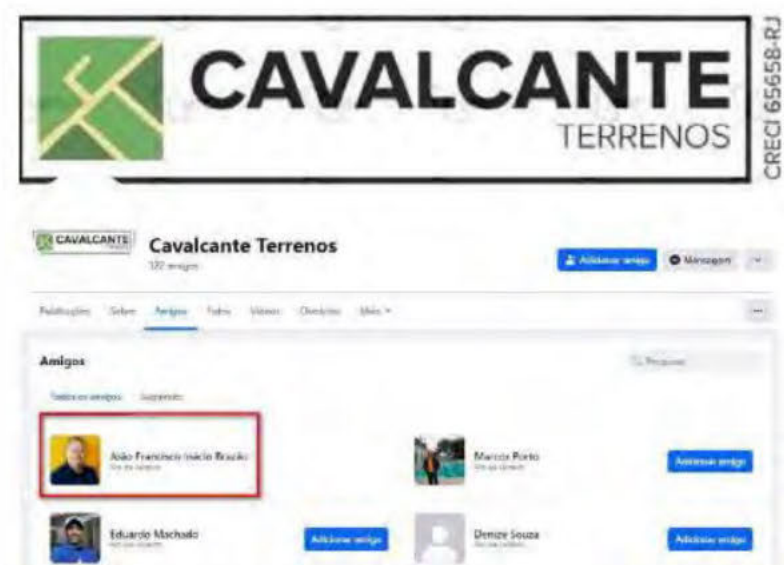 CAVALCANTE
TERRENOS
CRECI 65658-RJ
CAVALCANTE
Cavalcante Terrenos
amigos
Adicionar amigo
Mensagem
Publicações Sobre Amigos Fotos Vídeos Mais
Amigos
Pesquisar
Todos os amigos
João Francisco Inácio Brazão
Marcos Porto
Adicionar amigo
Eduardo Machado
Adicionar amigo
Denize Souza
Adicionar amigo